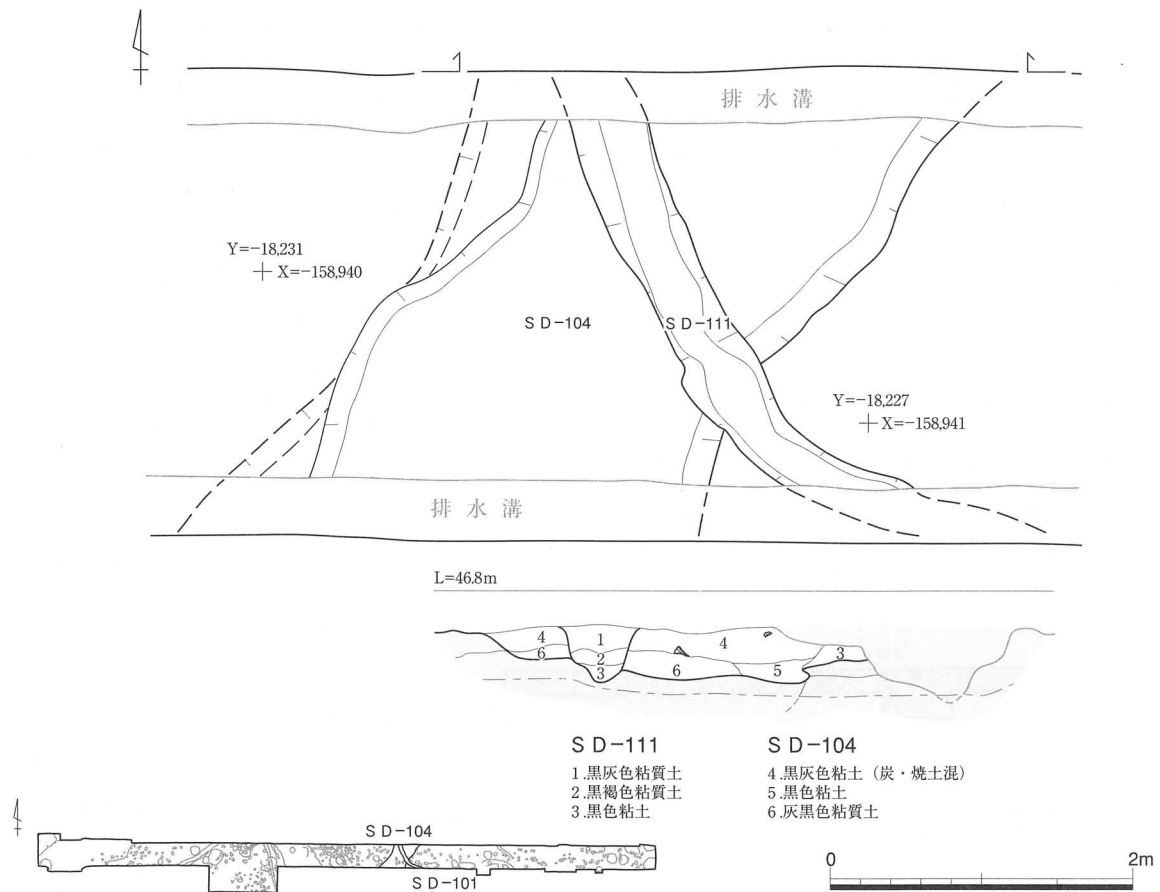 排水溝
Y=-18,231
X=-158,940
SD-104
SD-111
Y=-18,227
X=-158,941
排水溝
L=46.8m
4
1
4
6
2
3
3
6
5
SD-111
1.黒灰色粘質土
2.黒褐色粘質土
3.黒色粘土
SD-104
4.黒灰色粘土（炭・焼土混）
5.黒色粘土
6.灰黒色粘質土
SD-104
SD-101
0
2m